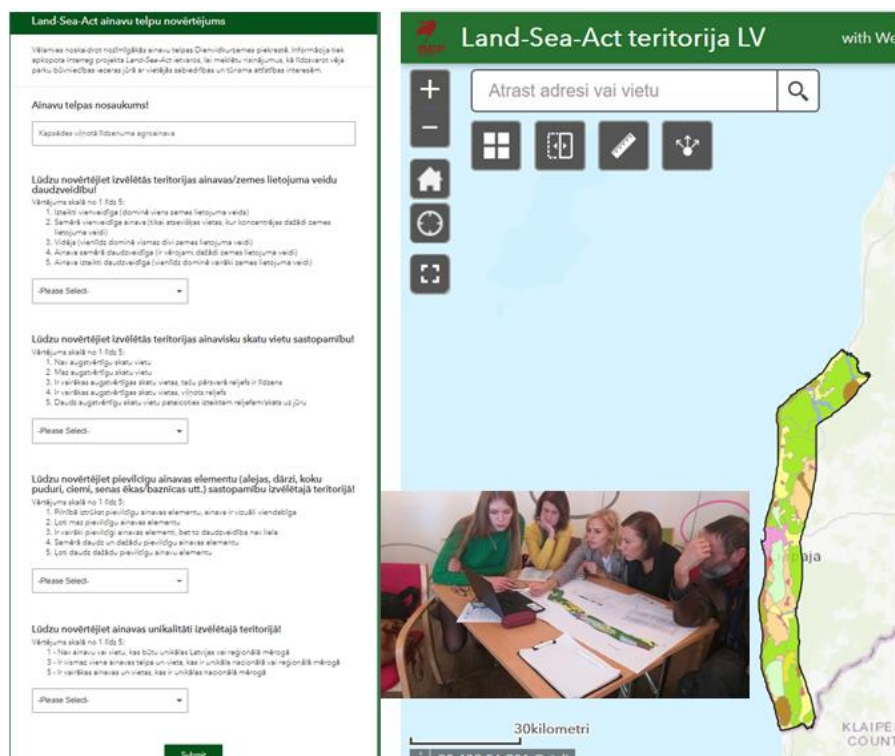 Land-Sea-Act ainavu telpu novērtējums
Vēlamies noskaidrot nozīmīgākās ainavu telpas Dienvidkurzemes piekrastē. Informācija tiek
apkopota Interreg projekta Land-Sea-Act ietvaros, lai meklētu risinājumus, kā līdzsvarot vēja
parku būvniecības ieceres jūrā ar vietējās sabiedrības un tūrisma attīstības interesēm.
Ainavu telpas nosaukums!
Kapsēdes viļņotā līdzenuma agroainava
Lūdzu novērtējiet izvēlētās teritorijas ainavas/zemes lietojuma veidu
daudzveidību!
Vērtējums skalā no 1 līdz 5:
1. Izteikti vienveidīga (dominē viens zemes lietojuma veids)
2. Samērā vienveidīga ainava (tikai atsevišķas vietas, kur koncentrējas dažādi zemes
lietojuma veidi)
3. Vidēja (vienlīdz dominē vismaz divi zemes lietojuma veidi)
4. Ainava samērā daudzveidīga (ir vērojami dažādi zemes lietojuma veidi)
5. Ainava izteikti daudzveidīga (vienlīdz dominē vairāki zemes lietojuma veidi)
-Please Select-
Lūdzu novērtējiet izvēlētās teritorijas ainavisku skatu vietu sastopamību!
Vērtējums skalā no 1 līdz 5:
1. Nav augstvērtīgu skatu vietu
2. Maz augstvērtīgu skatu vietu
3. Ir vairākas augstvērtīgas skatu vietas, taču pārsvarā reljefs ir līdzens
4. Ir vairākas augstvērtīgas skatu vietas, viļņots reljefs
5. Daudz augstvērtīgu skatu vietu pateicoties izteiktam reljefam/skats uz jūru
-Please Select-
Lūdzu novērtējiet pievilcīgu ainavas elementu (alejas, dārzi, koku
puduri, ciemi, senas ēkas/baznīcas utt.) sastopamību izvēlētajā teritorijā!
Vērtējums skalā no 1 līdz 5:
1. Pilnībā iztrūkst pievilcīgu ainavas elementu, ainava ir vizuāli viendabīga
2. Ļoti maz pievilcīgu ainavas elementu
3. Ir vairāki pievilcīgi ainavas elementi, bet to daudzveidība nav liela
4. Samērā daudz un dažādu pievilcīgu ainavas elementu
5. Ļoti daudz dažādu pievilcīgu ainavu elementu
-Please Select-
Lūdzu novērtējiet ainavas unikalitāti izvēlētajā teritorijā!
Vērtējums skalā no 1 līdz 5:
1 - Nav ainavu vai vietu, kas būtu unikālas Latvijas vai reģionālā mērogā
3 - Ir vismaz viena ainavas telpa un vieta, kas ir unikāla nacionālā vai reģionālā mērogā
5 - Ir vairākas ainavas un vietas, kas ir unikālas nacionālā mērogā
-Please Select-
Submit
Land-Sea-Act teritorija LV
with We
Atrast adresi vai vietu
30kilometri
KLAIPE
COUNT